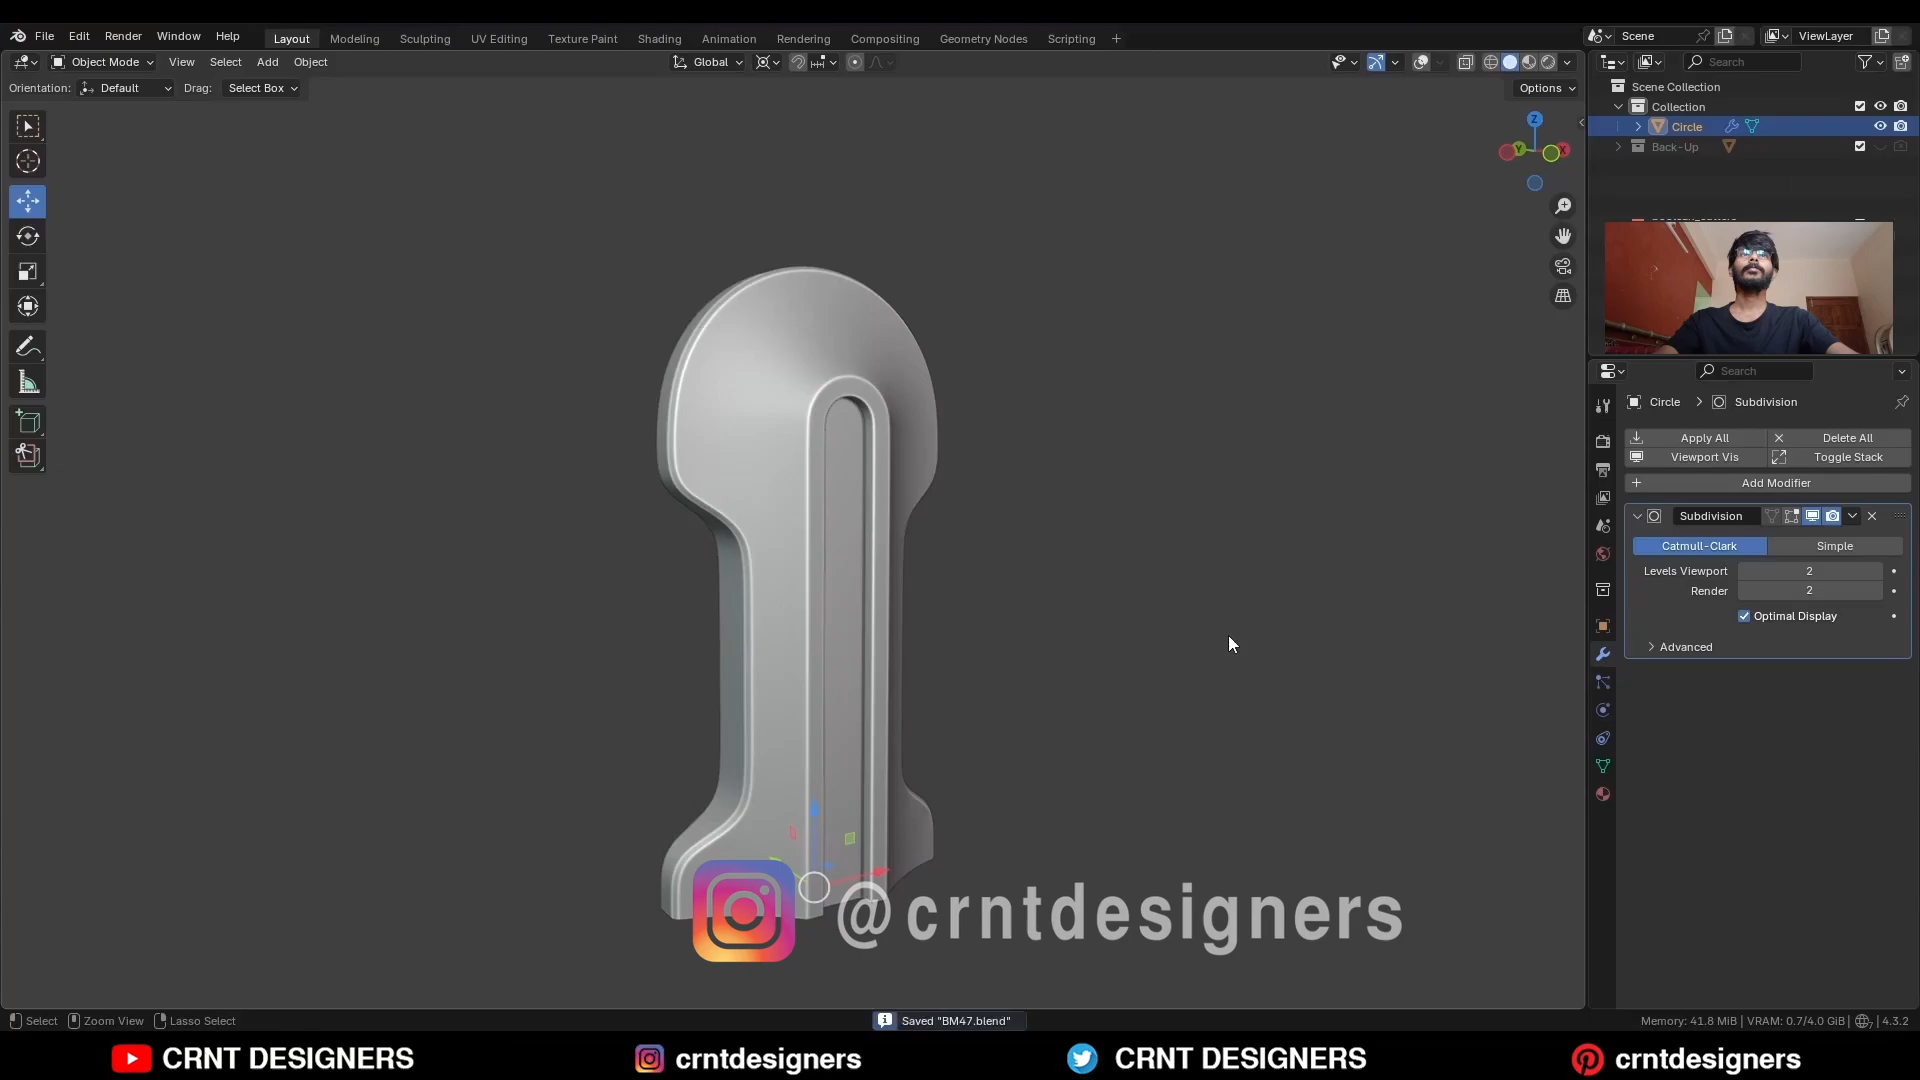 File Edit Render Window Help
Layout Modeling Sculpting UV Editing Texture Paint Shading Animation Rendering Compositing Geometry Nodes Scripting +
Scene ViewLayer
Object Mode View Select Add Object
Global
Search
Orientation: Default Drag: Select Box
Options
Scene Collection
Collection
Circle
Back-Up
Z
Y
X
Search
Circle > Subdivision
Apply All Delete All
Viewport Vis Toggle Stack
Add Modifier
Subdivision
Catmull-Clark Simple
Levels Viewport 2
Render 2
Optimal Display
Advanced
@crntdesigners
Select Zoom View Lasso Select
Saved "BM47.blend"
Memory: 41.8 MiB | VRAM: 0.7/4.0 GiB | 7 | 4.3.2
CRNT DESIGNERS crntdesigners CRNT DESIGNERS crntdesigners